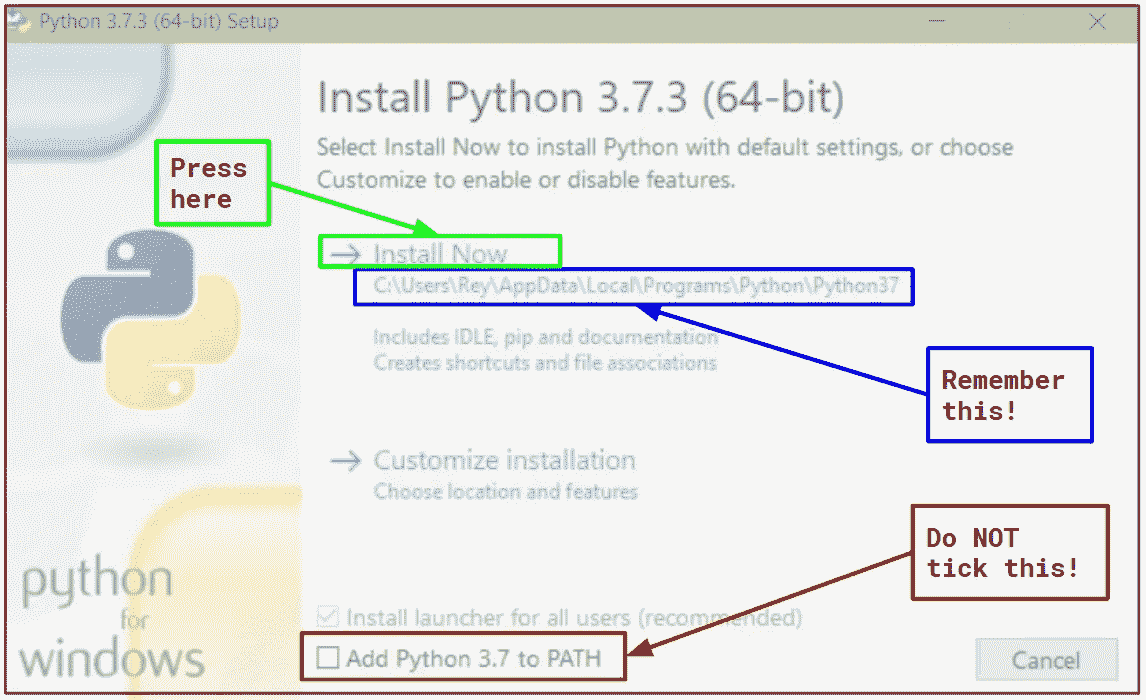 Python 3.7.3 (64-bit) Setup
Install Python 3.7.3 (64-bit)
Select Install Now to install Python with default settings, or choose
Customize to enable or disable features.
Press
here
Install Now
C:\Users\Rey\AppData\Local\Programs\Python\Python37
Includes IDLE, pip and documentation
Creates shortcuts and file associations
Remember
this!
Customize installation
Choose location and features
Do NOT
tick this!
python
for
windows
Install launcher for all users (recommended)
Add Python 3.7 to PATH
Cancel